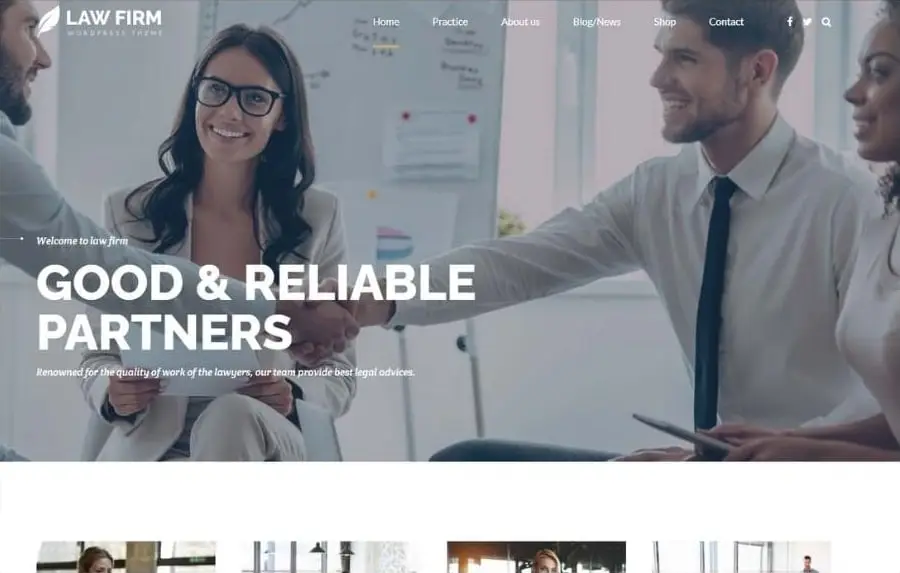 LAW FIRM
WORDPRESS THEME
Home Practice About us Blog/News Shop Contact
Welcome to law firm
GOOD & RELIABLE
PARTNERS
Renowned for the quality of work of the lawyers, our team provide best legal advices.